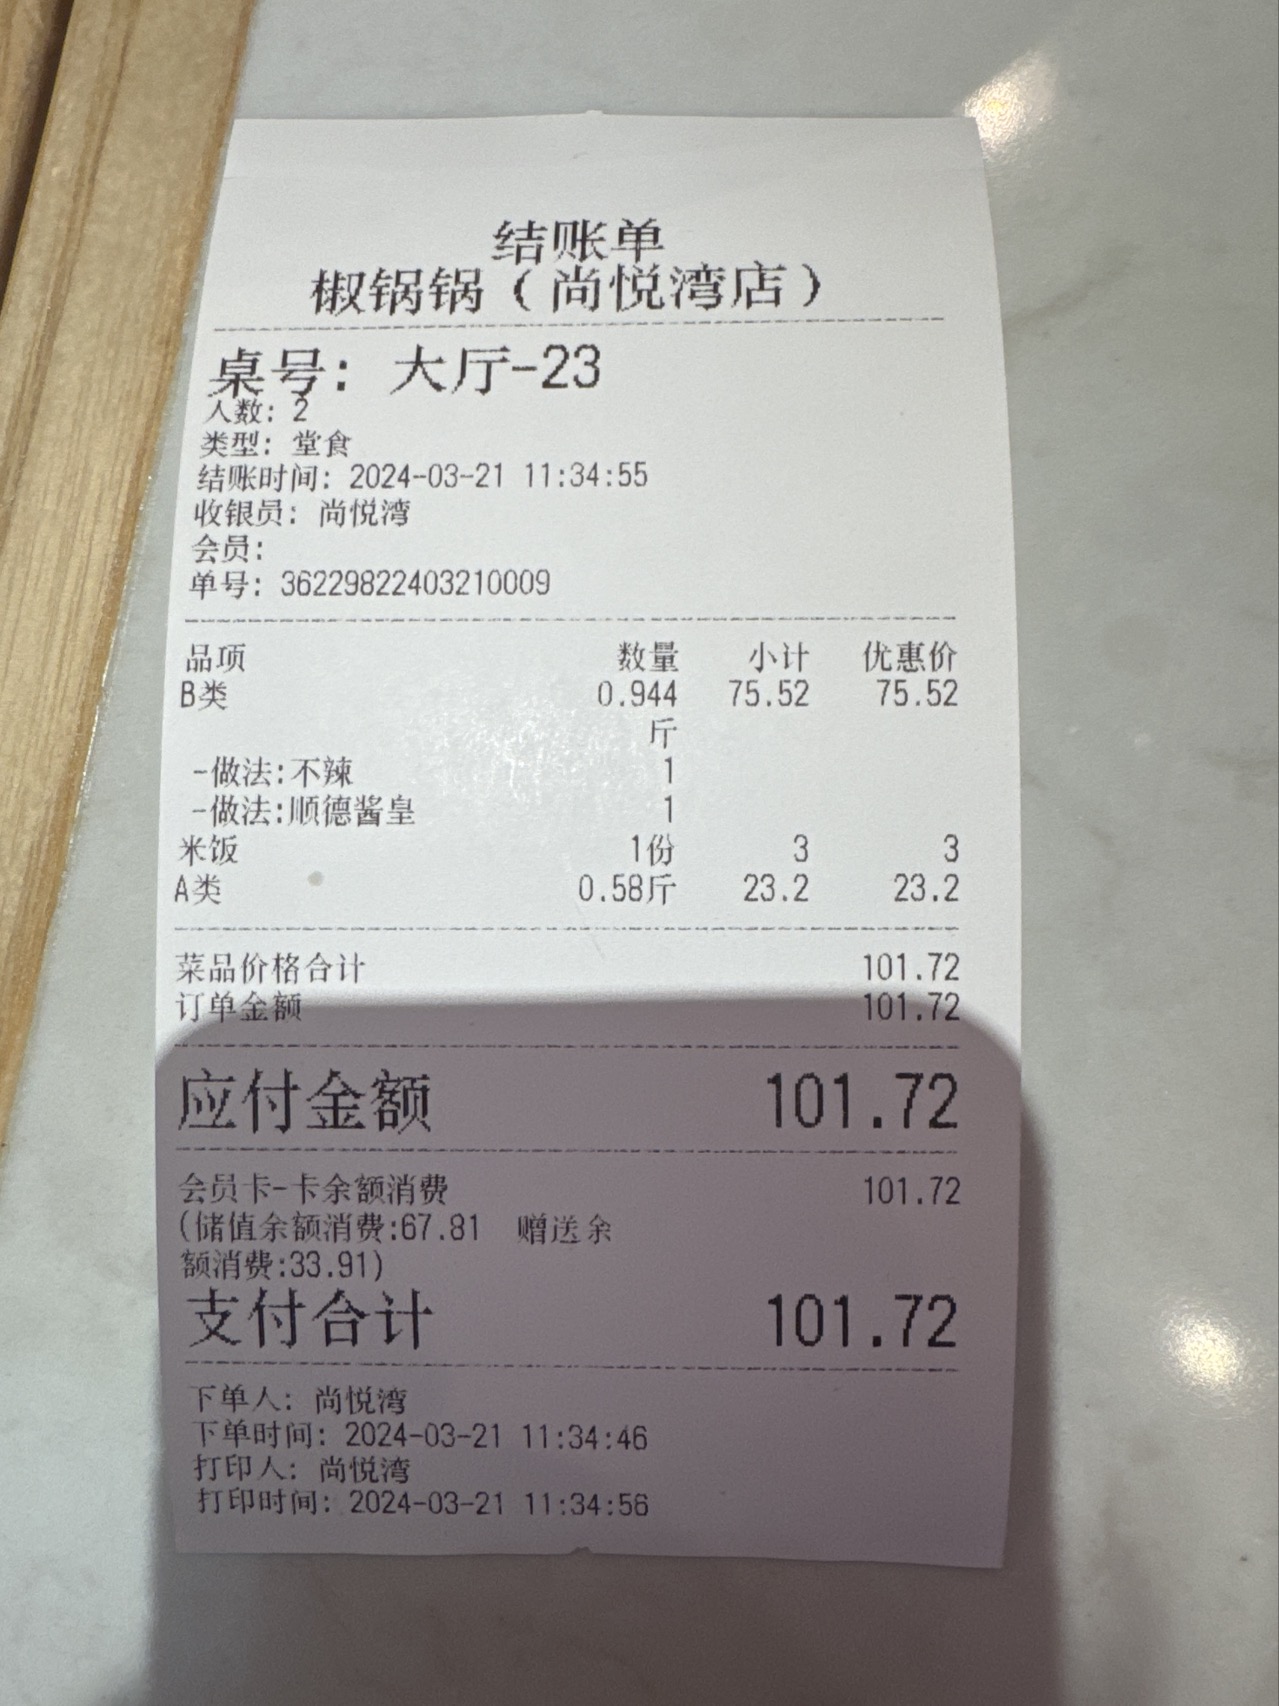 结账单
椒锅锅（尚悦湾店）
桌号：大厅-23
人数：2
类型：堂食
结账时间：2024-03-21 11:34:55
收银员：尚悦湾
会员：
单号：36229822403210009
品项 数量 小计 优惠价
B类 0.944 75.52 75.52
斤
-做法:不辣 1
-做法:顺德酱皇 1
米饭 1份 3 3
A类 0.58斤 23.2 23.2
菜品价格合计 101.72
订单金额 101.72
应付金额 101.72
会员卡-卡余额消费 101.72
(储值余额消费:67.81 赠送余
额消费:33.91)
支付合计 101.72
下单人：尚悦湾
下单时间：2024-03-21 11:34:46
打印人：尚悦湾
打印时间：2024-03-21 11:34:56